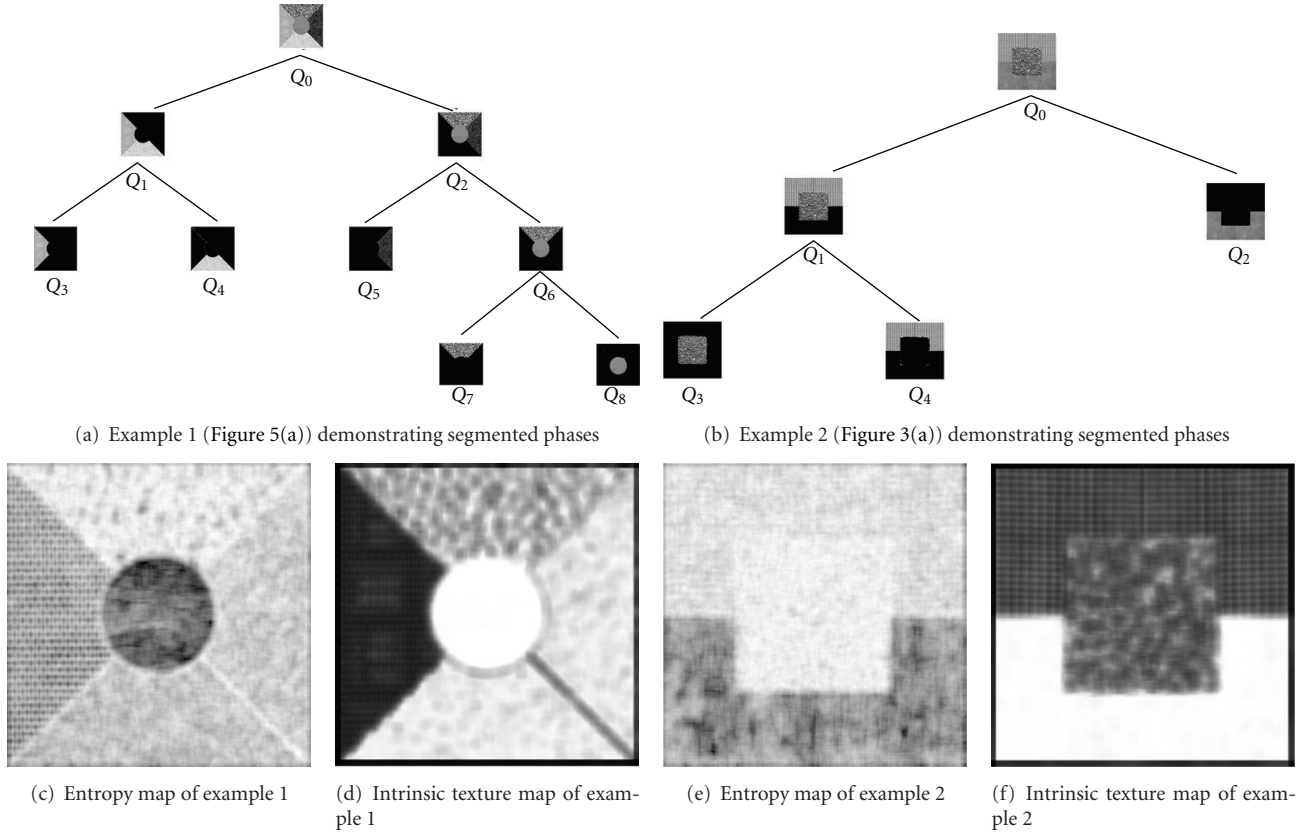 Q0
Q0
Q1
Q2
Q1
Q2
Q3
Q4
Q5
Q6
Q3
Q4
Q7
Q8
(a) Example 1 (Figure 5(a)) demonstrating segmented phases
(b) Example 2 (Figure 3(a)) demonstrating segmented phases
(c) Entropy map of example 1
(d) Intrinsic texture map of exam-
ple 1
(e) Entropy map of example 2
(f) Intrinsic texture map of exam-
ple 2